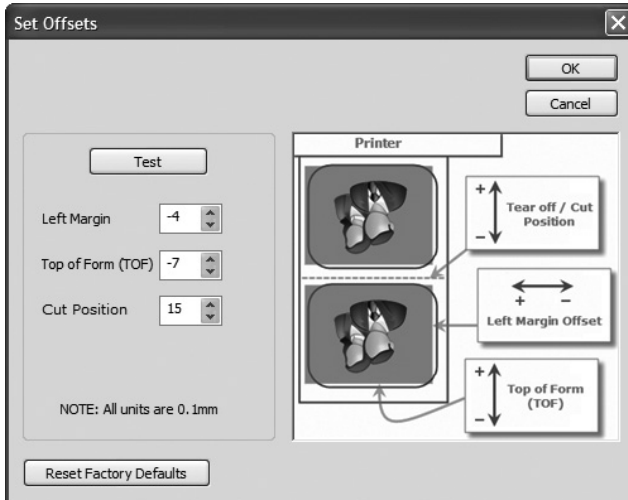 Set Offsets
OK
Cancel
Test
Left Margin -4
Top of Form (TOF) -7
Cut Position 15
NOTE: All units are 0.1mm
Reset Factory Defaults
Printer
+
−
Tear off / Cut
Position
+ −
Left Margin Offset
+
−
Top of Form
(TOF)